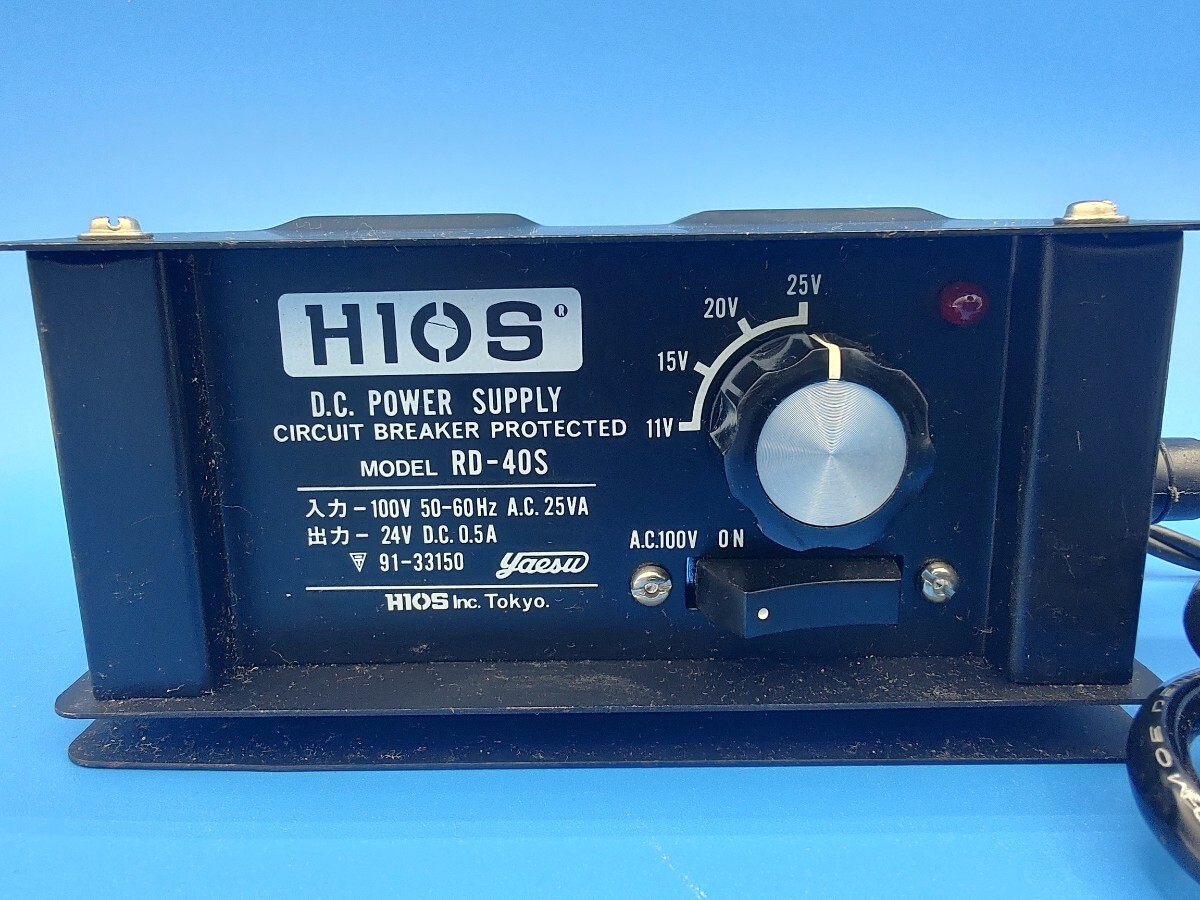 HIOS®
D.C. POWER SUPPLY
CIRCUIT BREAKER PROTECTED
MODEL RD-40S
入力-100V 50-60Hz A.C. 25VA
出力- 24V D.C. 0.5A
91-33150 yaesu
HIOS Inc. Tokyo.
11V
15V
20V
25V
A.C.100V ON